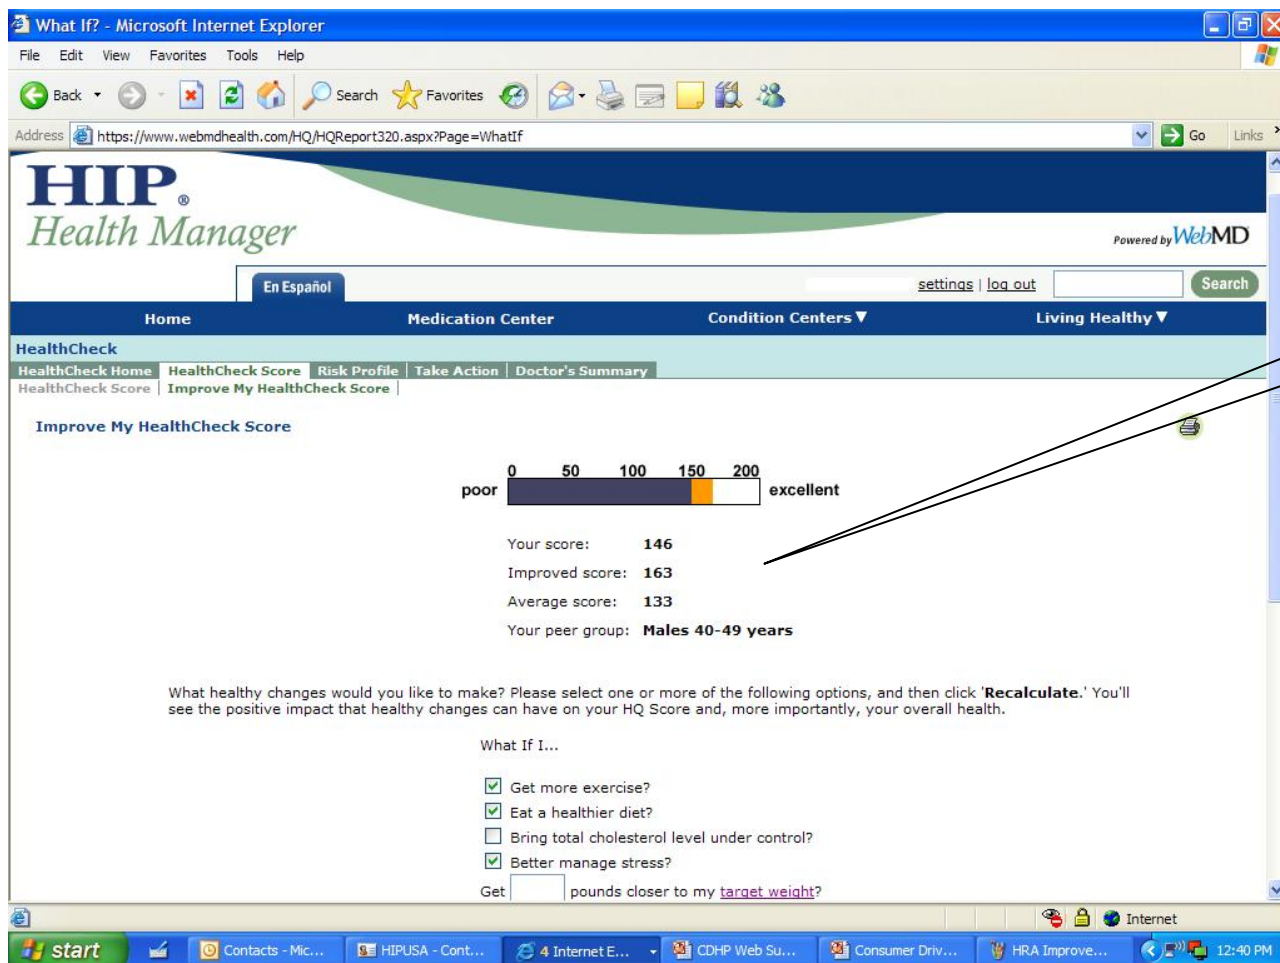 What If? - Microsoft Internet Explorer
File Edit View Favorites Tools Help
Back Search Favorites
Address https://www.webmdhealth.com/HQ/HQReport320.aspx?Page=WhatIf Go Links
HIP®
Health Manager
Powered by WebMD
En Español settings | log out Search
Home Medication Center Condition Centers Living Healthy
HealthCheck
HealthCheck Home HealthCheck Score Risk Profile Take Action Doctor's Summary
HealthCheck Score Improve My HealthCheck Score
Improve My HealthCheck Score
0 50 100 150 200
poor excellent
Your score: 146
Improved score: 163
Average score: 133
Your peer group: Males 40-49 years
What healthy changes would you like to make? Please select one or more of the following options, and then click 'Recalculate.' You'll
see the positive impact that healthy changes can have on your HQ Score and, more importantly, your overall health.
What If I...
Get more exercise?
Eat a healthier diet?
Bring total cholesterol level under control?
Better manage stress?
Get pounds closer to my target weight?
Internet
start Contacts - Mic... HIPUSA - Cont... 4 Internet E... CDHP Web Su... Consumer Driv... HRA Improve... 12:40 PM